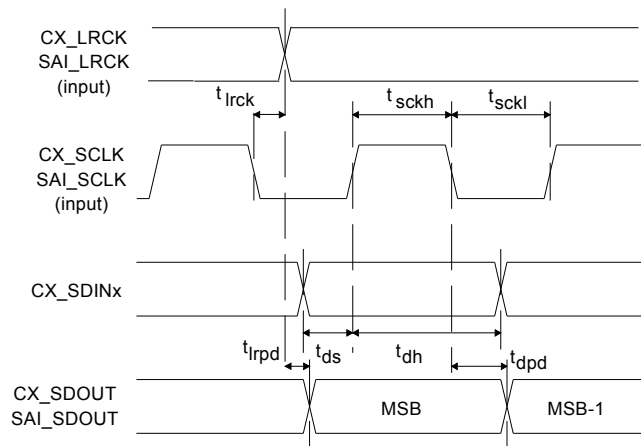 CX_LRCK
SAI_LRCK
(input)
t lrck
t sckh
t sckl
CX_SCLK
SAI_SCLK
(input)
CX_SDINx
t lrpd
t ds
t dh
t dpd
CX_SDOUT
SAI_SDOUT
MSB
MSB-1